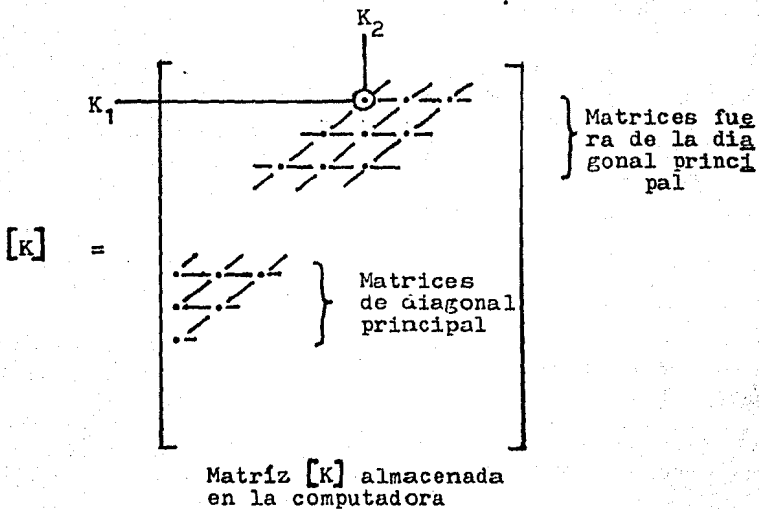 K2
K1
Matrices fue
ra de la dia
gonal princi
pal
[K] =
Matrices
de diagonal
principal
Matríz [K] almacenada
en la computadora